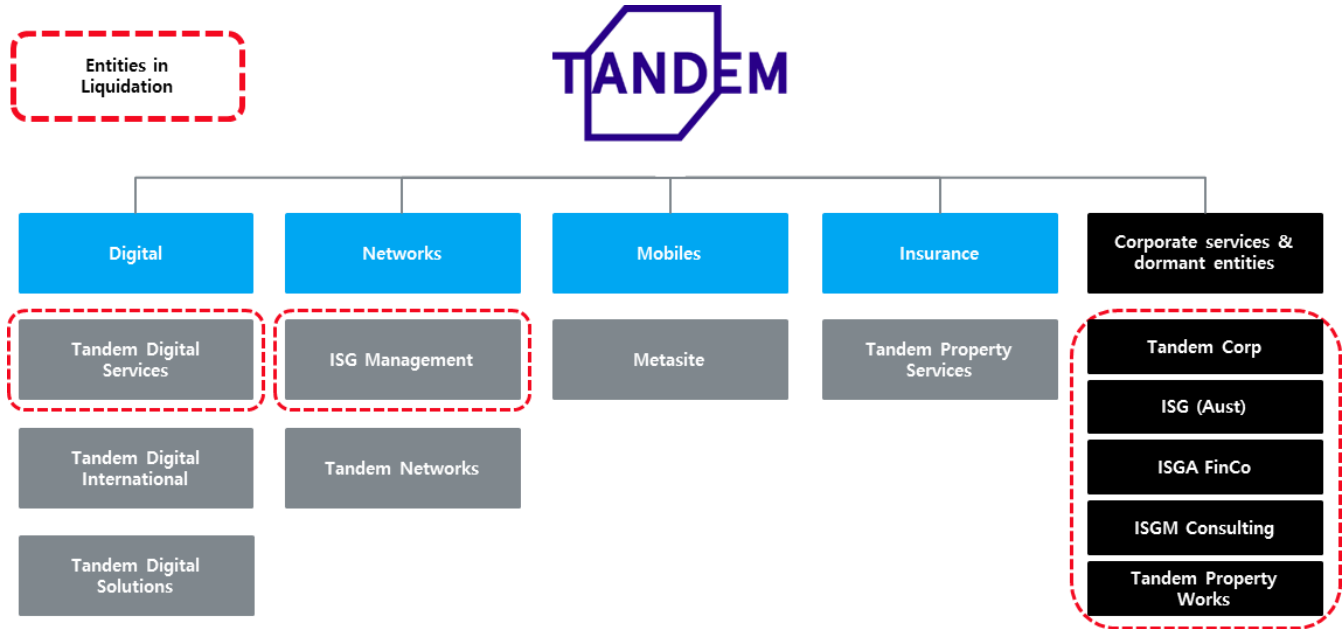 Entities in
Liquidation
TANDEM
Digital
Networks
Mobiles
Insurance
Corporate services &
dormant entities
Tandem Digital
Services
ISG Management
Metasite
Tandem Property
Services
Tandem Corp
ISG (Aust)
Tandem Digital
International
Tandem Networks
ISGA FinCo
ISGM Consulting
Tandem Digital
Solutions
Tandem Property
Works